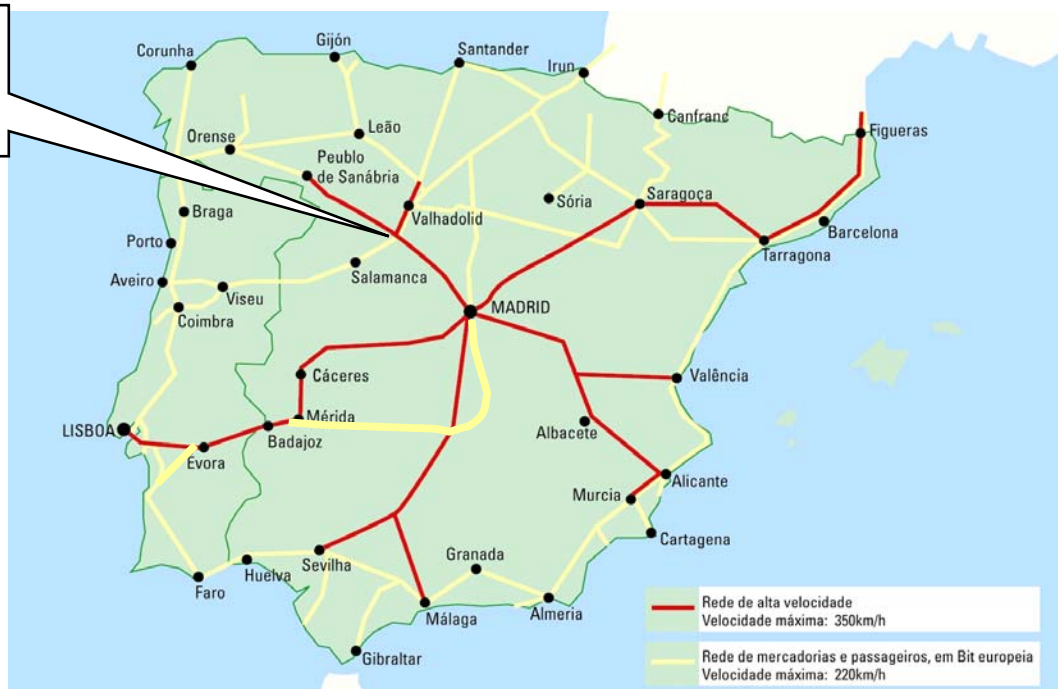 Corunha
Gijón
Santander
Irun
Canfranc
Figueras
Orense
Leão
Peublo
de Sanábria
Braga
Valhadolid
Sória
Saragoça
Barcelona
Tarragona
Porto
Aveiro
Viseu
Salamanca
Coimbra
MADRID
Cáceres
Valência
LISBOA
Mérida
Badajoz
Albacete
Évora
Alicante
Murcia
Cartagena
Sevilha
Granada
Huelva
Faro
Málaga
Almeria
Gibraltar
Rede de alta velocidade
Velocidade máxima: 350km/h
Rede de mercadorias e passageiros, em Bit europeia
Velocidade máxima: 220km/h